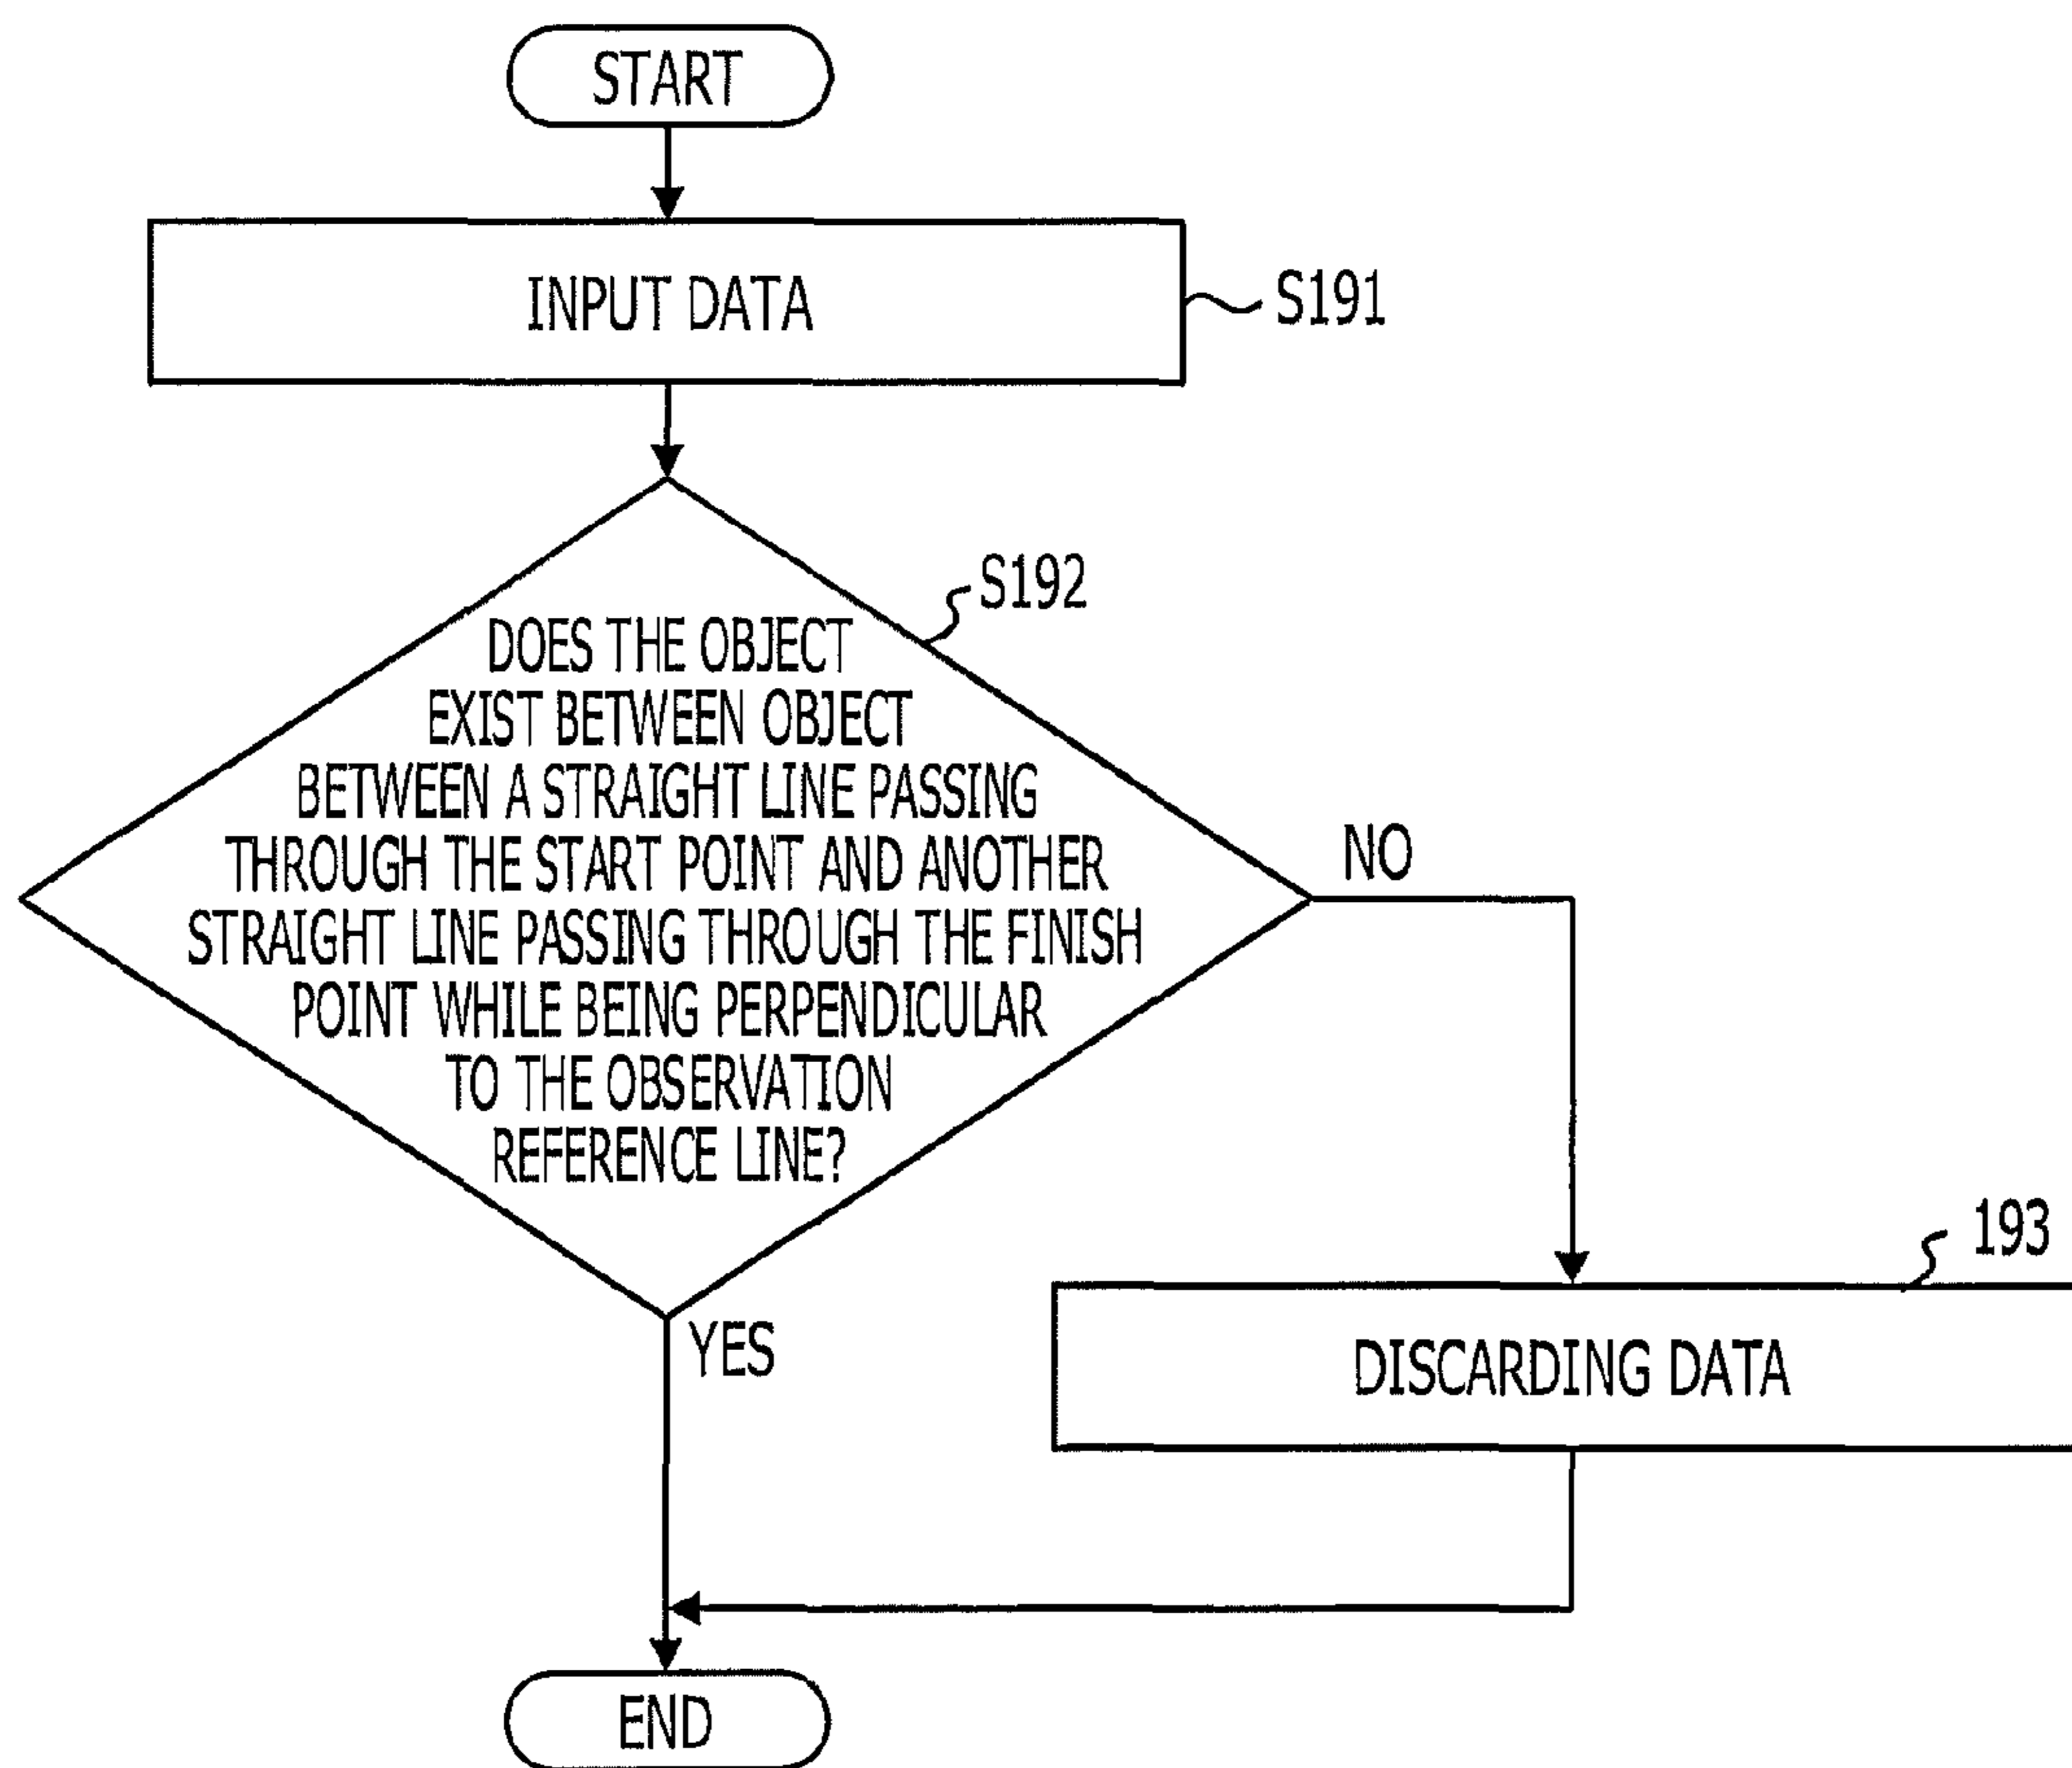 START
INPUT DATA
S191
S192
DOES THE OBJECT
EXIST BETWEEN OBJECT
BETWEEN A STRAIGHT LINE PASSING
THROUGH THE START POINT AND ANOTHER
STRAIGHT LINE PASSING THROUGH THE FINISH
POINT WHILE BEING PERPENDICULAR
TO THE OBSERVATION
REFERENCE LINE?
NO
YES
193
DISCARDING DATA
END